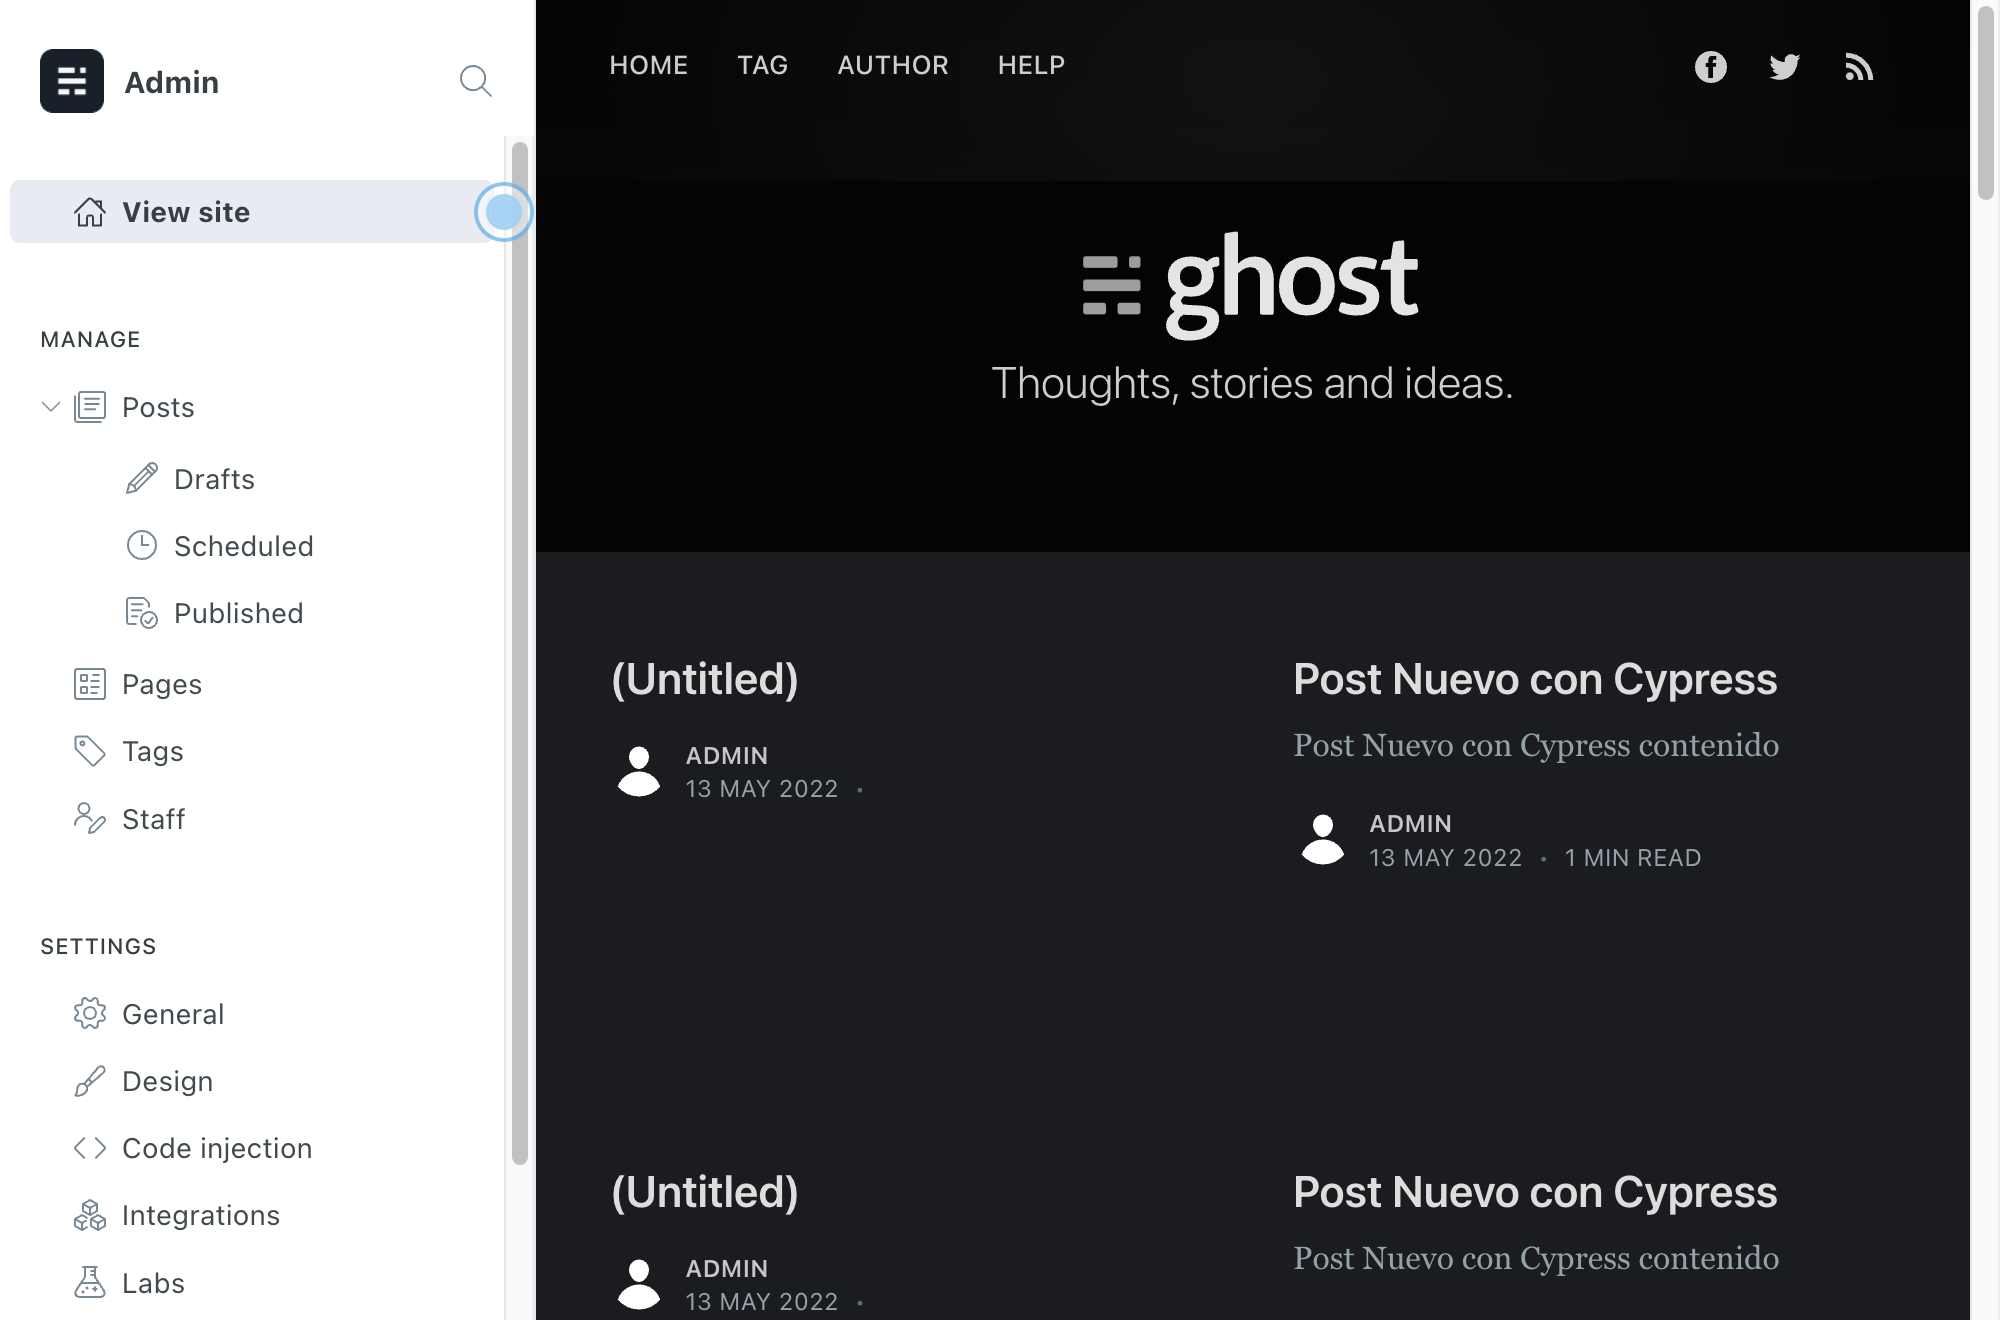 Admin
View site
MANAGE
Posts
Drafts
Scheduled
Published
Pages
Tags
Staff
SETTINGS
General
Design
Code injection
Integrations
Labs
HOME TAG AUTHOR HELP
ghost
Thoughts, stories and ideas.
(Untitled)
ADMIN
13 MAY 2022 •
Post Nuevo con Cypress
Post Nuevo con Cypress contenido
ADMIN
13 MAY 2022 • 1 MIN READ
(Untitled)
ADMIN
13 MAY 2022 •
Post Nuevo con Cypress
Post Nuevo con Cypress contenido